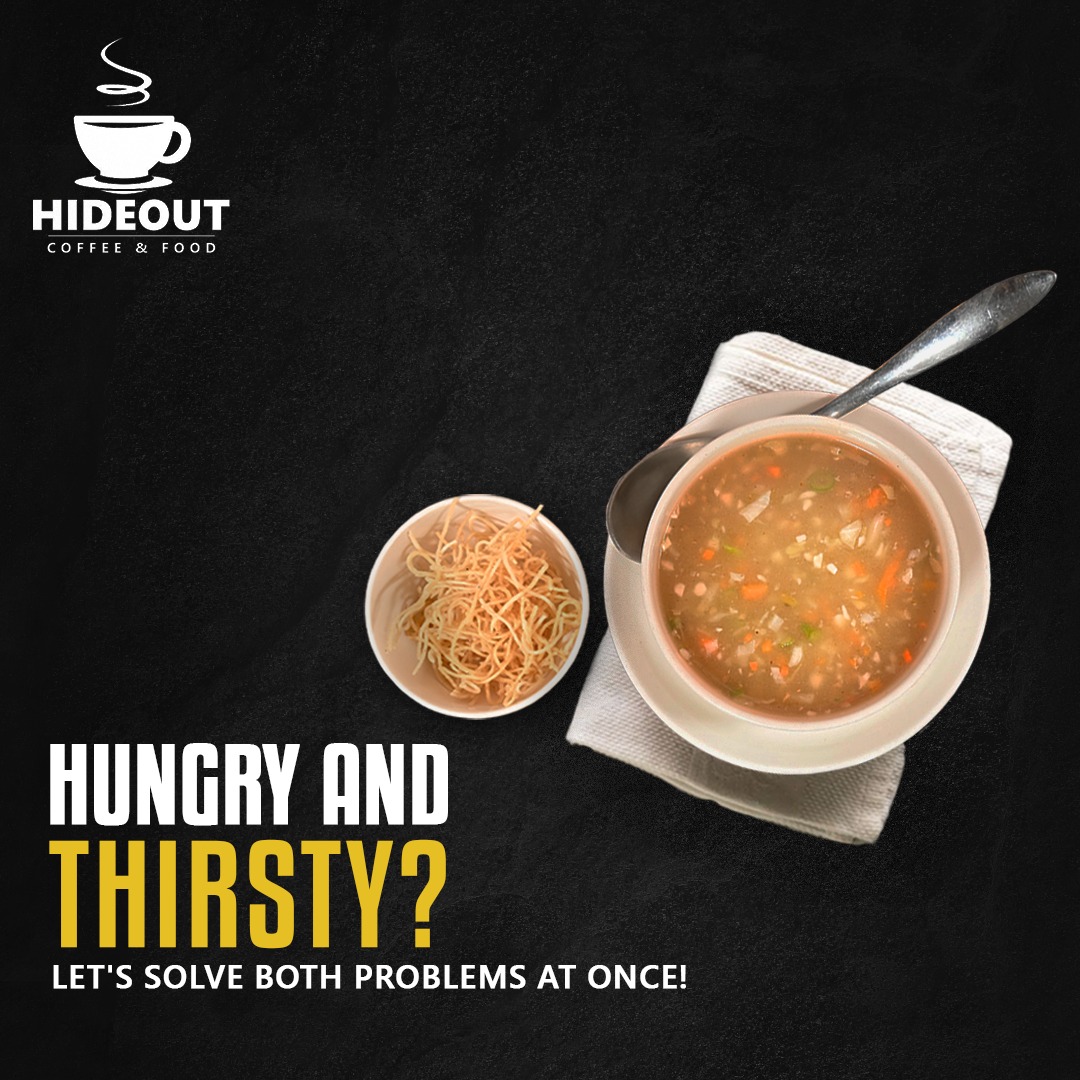 HIDEOUT
COFFEE & FOOD
HUNGRY AND
THIRSTY?
LET'S SOLVE BOTH PROBLEMS AT ONCE!